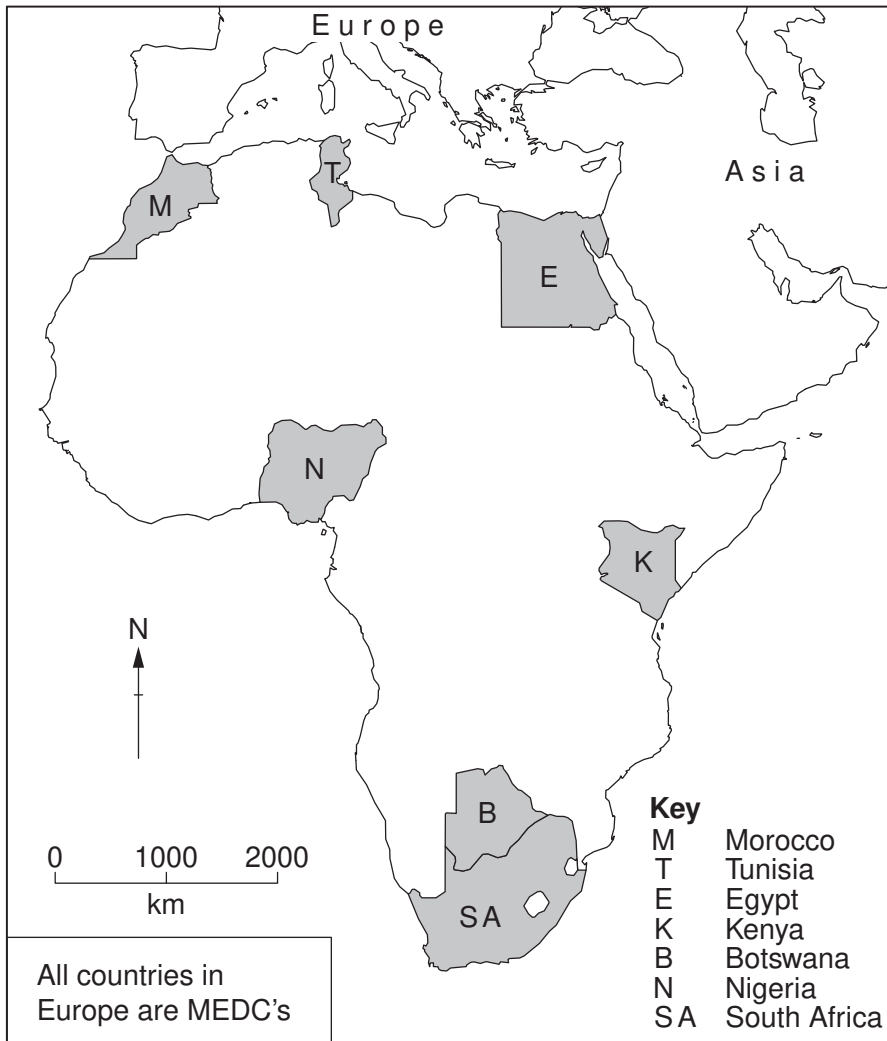 Europe
Asia
M
T
E
N
K
N
B
SA
0 1000 2000
km
Key
M Morocco
T Tunisia
E Egypt
K Kenya
B Botswana
N Nigeria
SA South Africa
All countries in
Europe are MEDC's